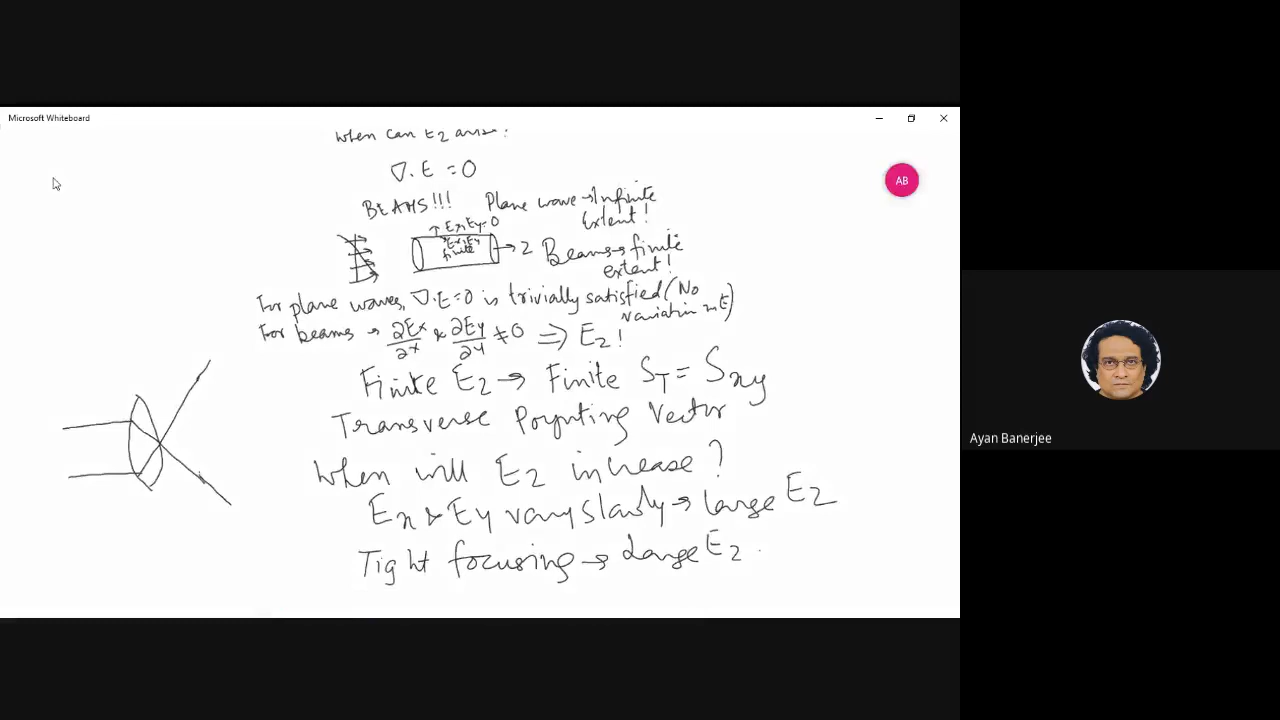 Microsoft Whiteboard
When can Ez arise?
∇. E = 0
AB
BEAMS!!! Plane wave → Infinite Extent!
↑ Ex, Ey = 0
Ex, Ey finite
→ Z Beams → finite extent!
For plane waves, ∇.E=0 is trivially satisfied (No variation in E)
For beams → ∂Ex/∂x & ∂Ey/∂y ≠ 0 ⇒ Ez!
Finite Ez → Finite ST = Sxy
Transverse Poynting Vector
When will Ez increase?
Ex & Ey vary → large Ez
Tight focusing → Large Ez.
Ayan Banerjee